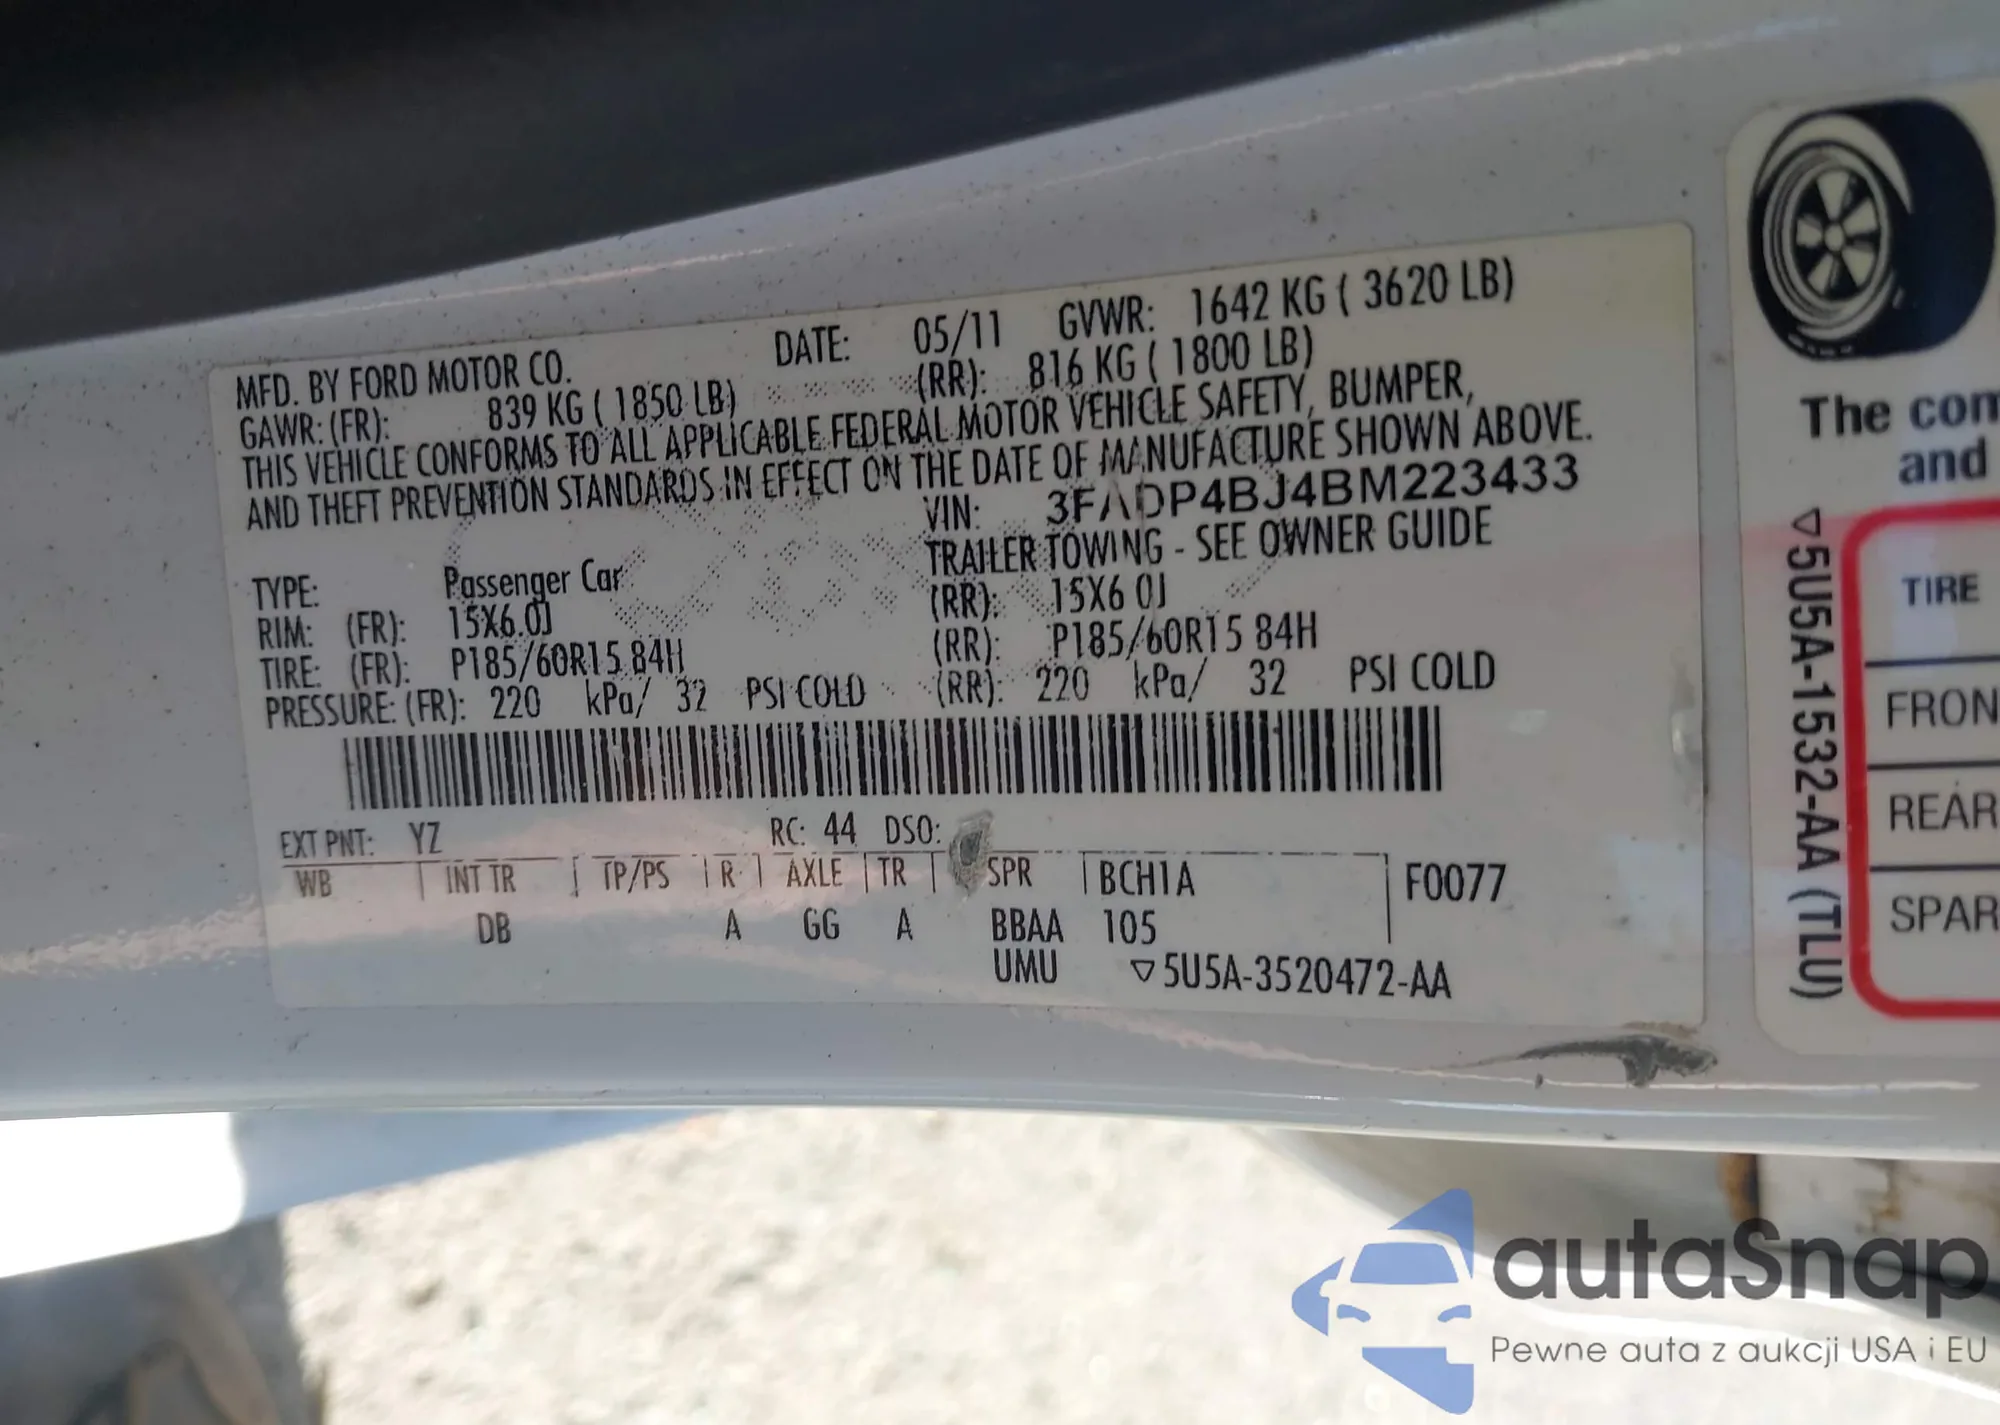 MFD. BY FORD MOTOR CO. DATE: 05/11 GVWR: 1642 KG ( 3620 LB)
GAWR: (FR): 839 KG ( 1850 LB) (RR): 816 KG ( 1800 LB)
THIS VEHICLE CONFORMS TO ALL APPLICABLE FEDERAL MOTOR VEHICLE SAFETY, BUMPER,
AND THEFT PREVENTION STANDARDS IN EFFECT ON THE DATE OF MANUFACTURE SHOWN ABOVE.
VIN: 3FADP4BJ4BM223433
TYPE: Passenger Car TRAILER TOWING - SEE OWNER GUIDE
RIM: (FR): 15X6.0J (RR): 15X6 0J
TIRE: (FR): P185/60R15 84H (RR): P185/60R15 84H
PRESSURE: (FR): 220 kPa/ 32 PSI COLD (RR): 220 kPa/ 32 PSI COLD
EXT PNT: YZ RC: 44 DSO:
WB INT TR TP/PS R AXLE TR SPR BCH1A F0077
DB A GG A BBAA 105
UMU ▽5U5A-3520472-AA
The com
and
▽5U5A-1532-AA (TLU)
TIRE
FRON
REAR
SPAR
autaSnap
Pewne auta z aukcji USA i EU